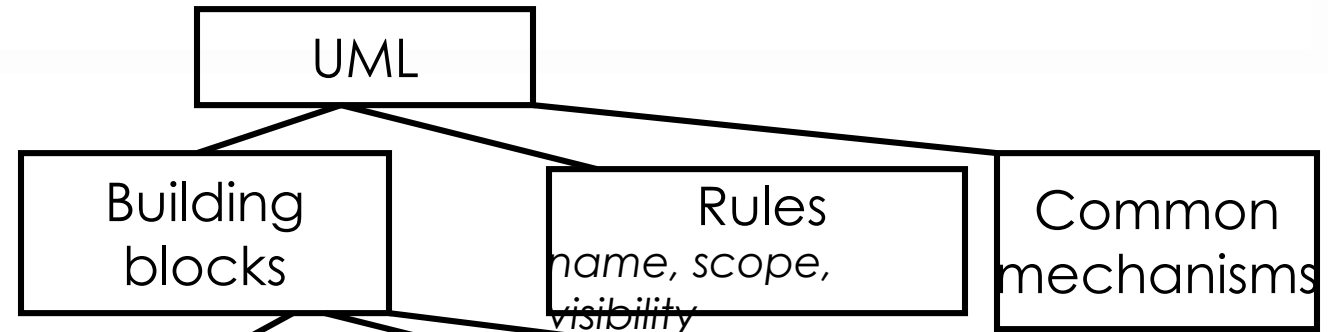 UML
Building
blocks
Rules
name, scope,
visibility
Common
mechanisms